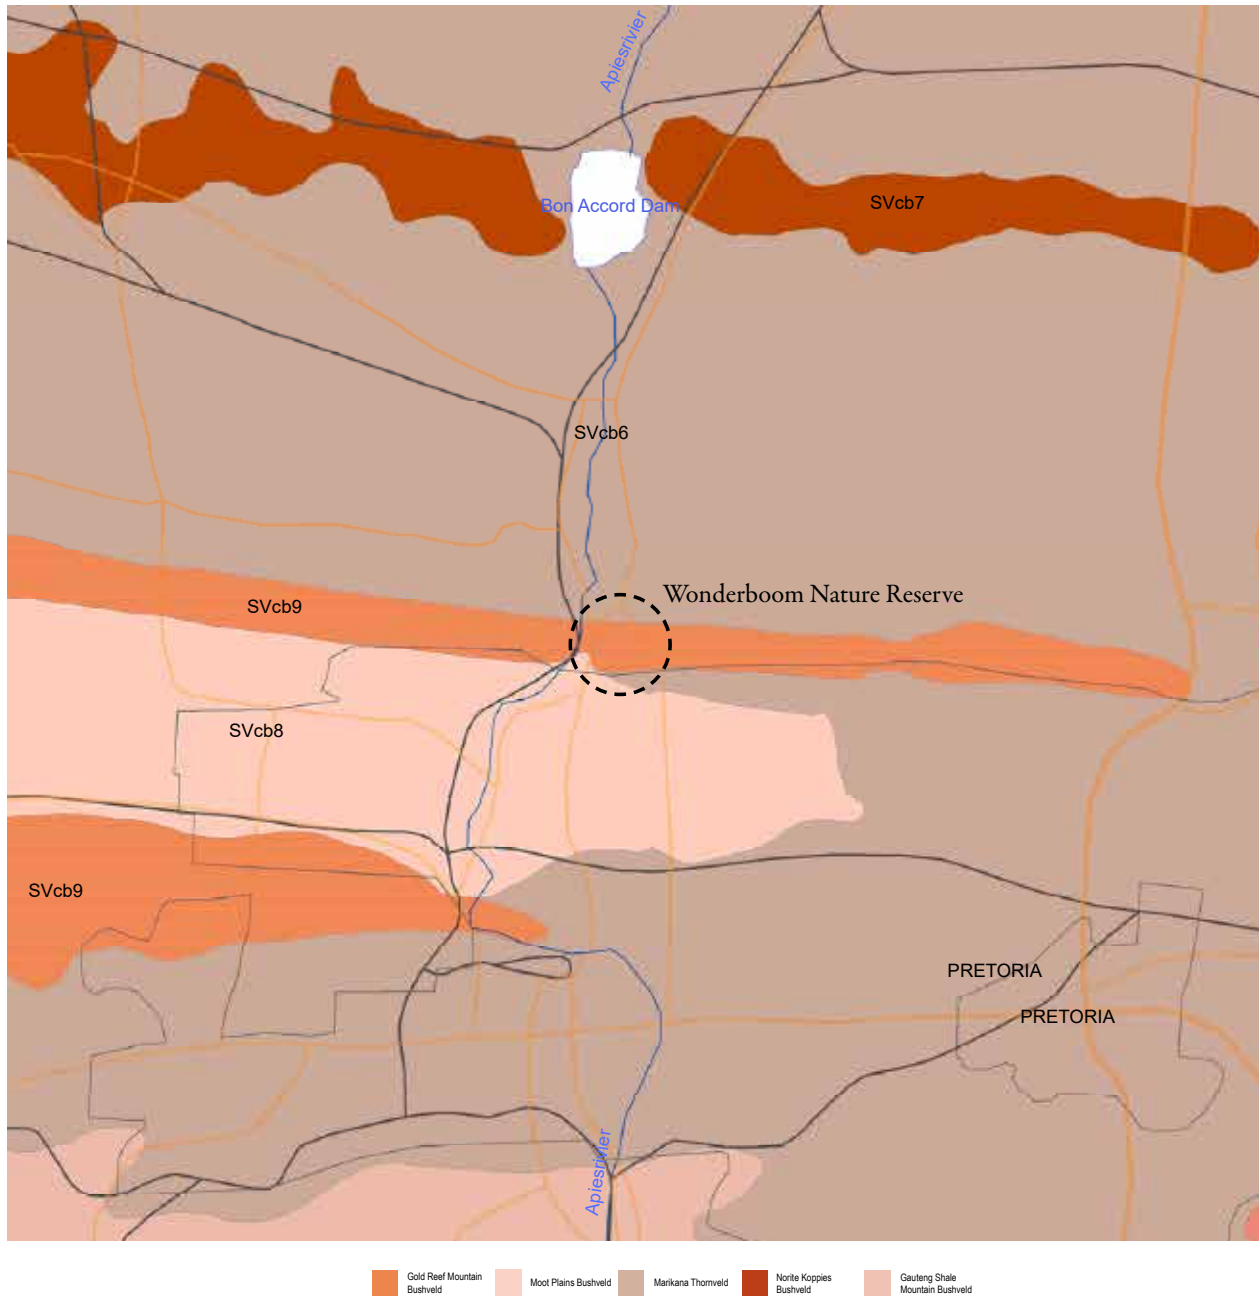 Apiesrivier
Bon Accord Dam
SVcb7
SVcb6
Wonderboom Nature Reserve
SVcb9
SVcb8
SVcb9
PRETORIA
PRETORIA
Apiesrivier
Gold Reef Mountain
Bushveld
Moot Plains Bushveld
Marikana Thornveld
Norite Koppies
Bushveld
Gauteng Shale
Mountain Bushveld